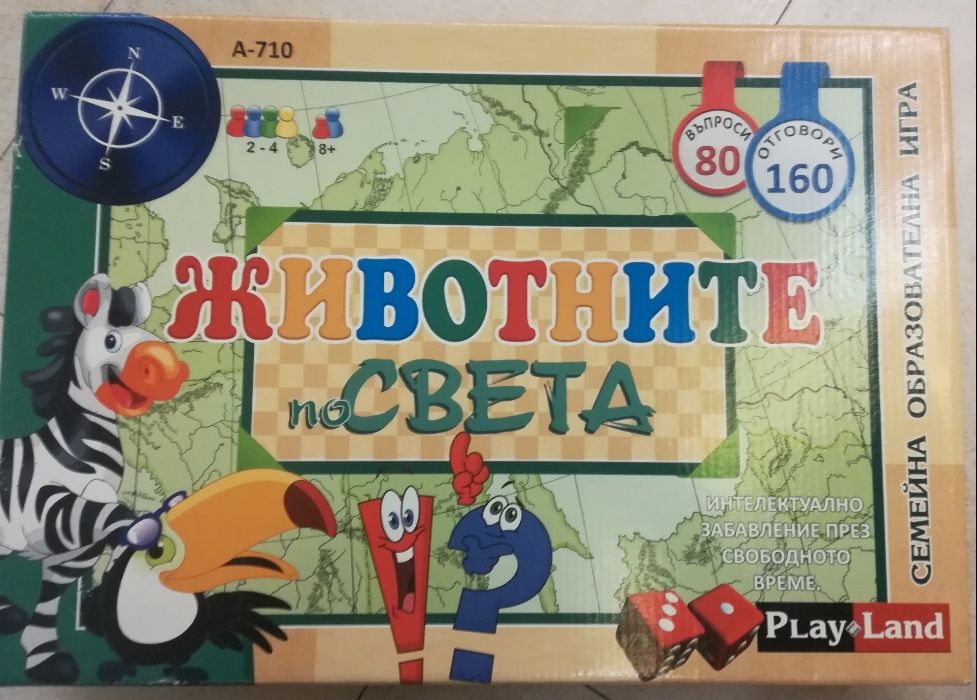 A-710
N
W
E
S
2 - 4
8+
ВЪПРОСИ
80
ОТГОВОРИ
160
ЖИВОТНИТЕ
по СВЕТА
СЕМЕЙНА ОБРАЗОВАТЕЛНА ИГРА
ИНТЕЛЕКТУАЛНО
ЗАБАВЛЕНИЕ ПРЕЗ
СВОБОДНОТО
ВРЕМЕ.
! ?
PLay Land